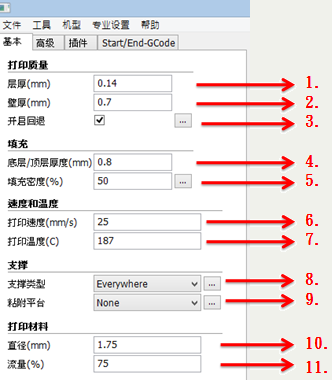 文件 工具 机型 专业设置 帮助
基本 高级 插件 Start/End-GCode
打印质量
层厚(mm) 0.14 1.
壁厚(mm) 0.7 2.
开启回退 ... 3.
填充
底层/顶层厚度(mm) 0.8 4.
填充密度(%) 50 ... 5.
速度和温度
打印速度(mm/s) 25 6.
打印温度(C) 187 7.
支撑
支撑类型 Everywhere ... 8.
粘附平台 None ... 9.
打印材料
直径(mm) 1.75 10.
流量(%) 75 11.